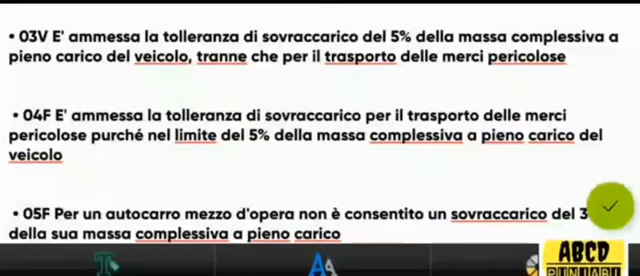 • 03V E' ammessa la tolleranza di sovraccarico del 5% della massa complessiva a
pieno carico del veicolo, tranne che per il trasporto delle merci pericolose
• 04F E' ammessa la tolleranza di sovraccarico per il trasporto delle merci
pericolose purché nel limite del 5% della massa complessiva a pieno carico del
veicolo
• 05F Per un autocarro mezzo d'opera non è consentito un sovraccarico del 3
della sua massa complessiva a pieno carico
ABCD
PUNJABI